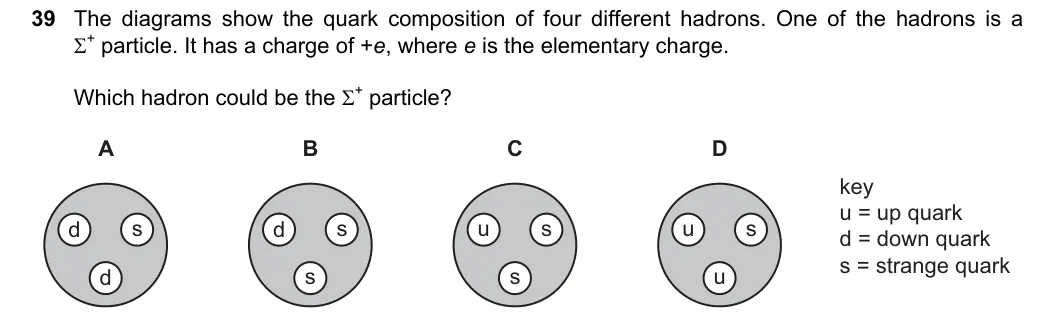 39 The diagrams show the quark composition of four different hadrons. One of the hadrons is a
Σ⁺ particle. It has a charge of +e, where e is the elementary charge.
Which hadron could be the Σ⁺ particle?
A B C D
key
u = up quark
d = down quark
s = strange quark
d s d s u s u s
d s s u